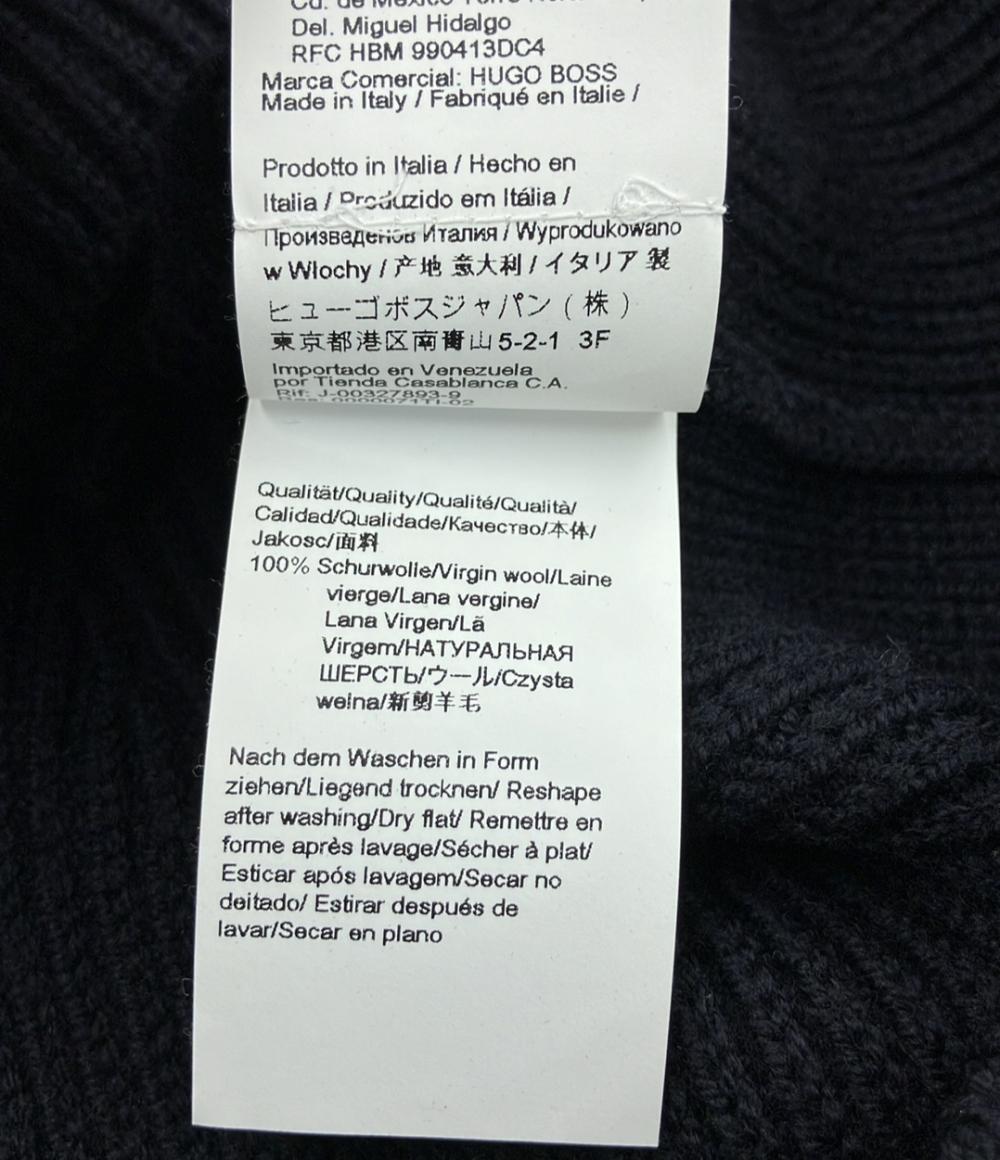 Cd. de México
Del. Miguel Hidalgo
RFC HBM 990413DC4
Marca Comercial: HUGO BOSS
Made in Italy / Fabriqué en Italie /
Prodotto in Italia / Hecho en
Italia / Produzido em Itália /
Италия / Wyprodukowano
w Wlochy / 产地 意大利 / イタリア 製
ヒューゴボスジャパン（株）
東京都港区南青山5-2-1 3F
Importado en Venezuela
por Tienda Casablanca C.A.
Rif: J-00327893-9
Qualität/Quality/Qualité/Qualità/
Calidad/Qualidade/Качество/本体/
Jakosc/面料
100% Schurwolle/Virgin wool/Laine
vierge/Lana vergine/
Lana Virgen/Lã
Virgem/НАТУРАЛЬНАЯ
ШЕРСТЬ/ウール/Czysta
welna/新剪羊毛
Nach dem Waschen in Form
ziehen/Liegend trocknen/ Reshape
after washing/Dry flat/ Remettre en
forme après lavage/Sécher à plat/
Esticar após lavagem/Secar no
deitado/ Estirar después de
lavar/Secar en plano